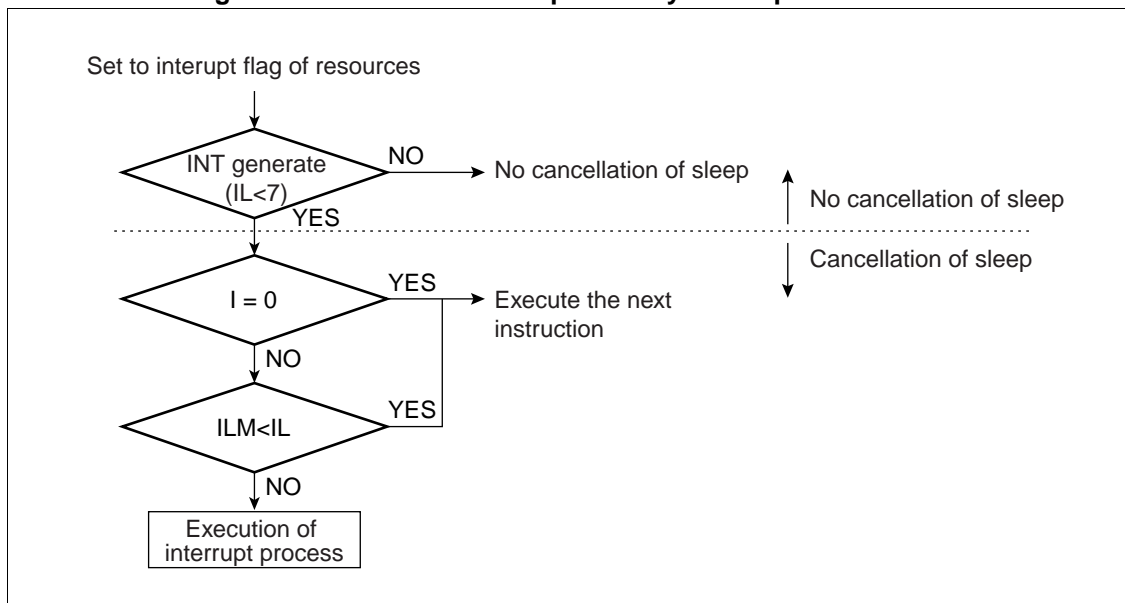 Set to interupt flag of resources
INT generate
(IL<7)
NO
No cancellation of sleep
No cancellation of sleep
YES
Cancellation of sleep
I = 0
YES
Execute the next
instruction
NO
ILM<IL
YES
NO
Execution of
interrupt process